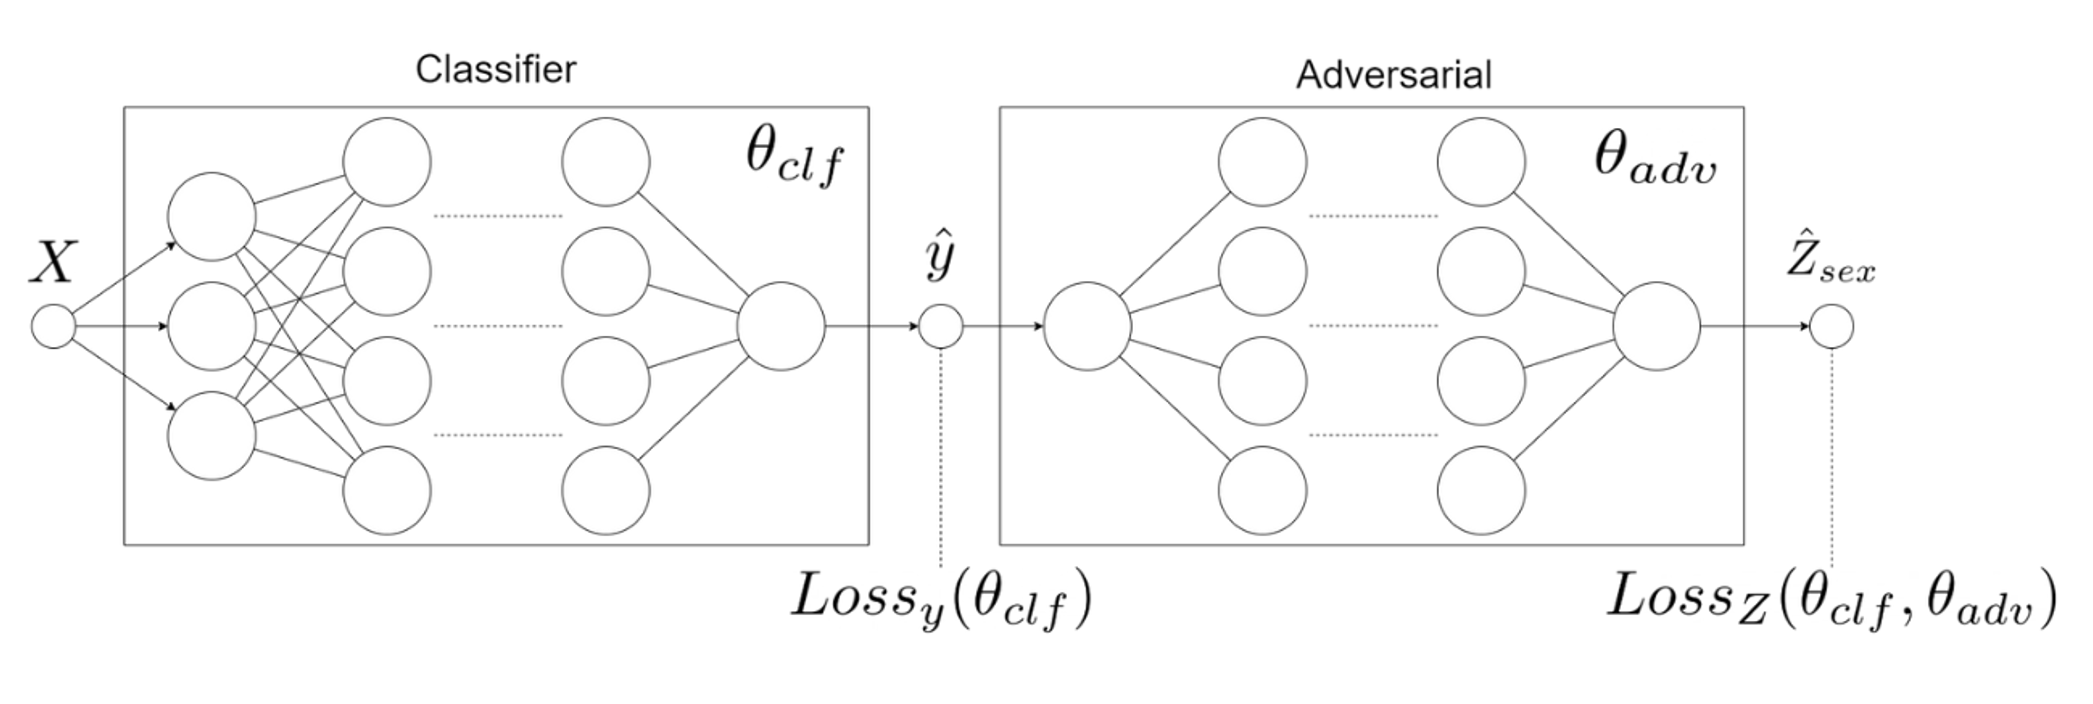 Classifier
Adversarial
θ_clf
θ_adv
X
ŷ
Ẑ_sex
Loss_y(θ_clf)
Loss_Z(θ_clf, θ_adv)